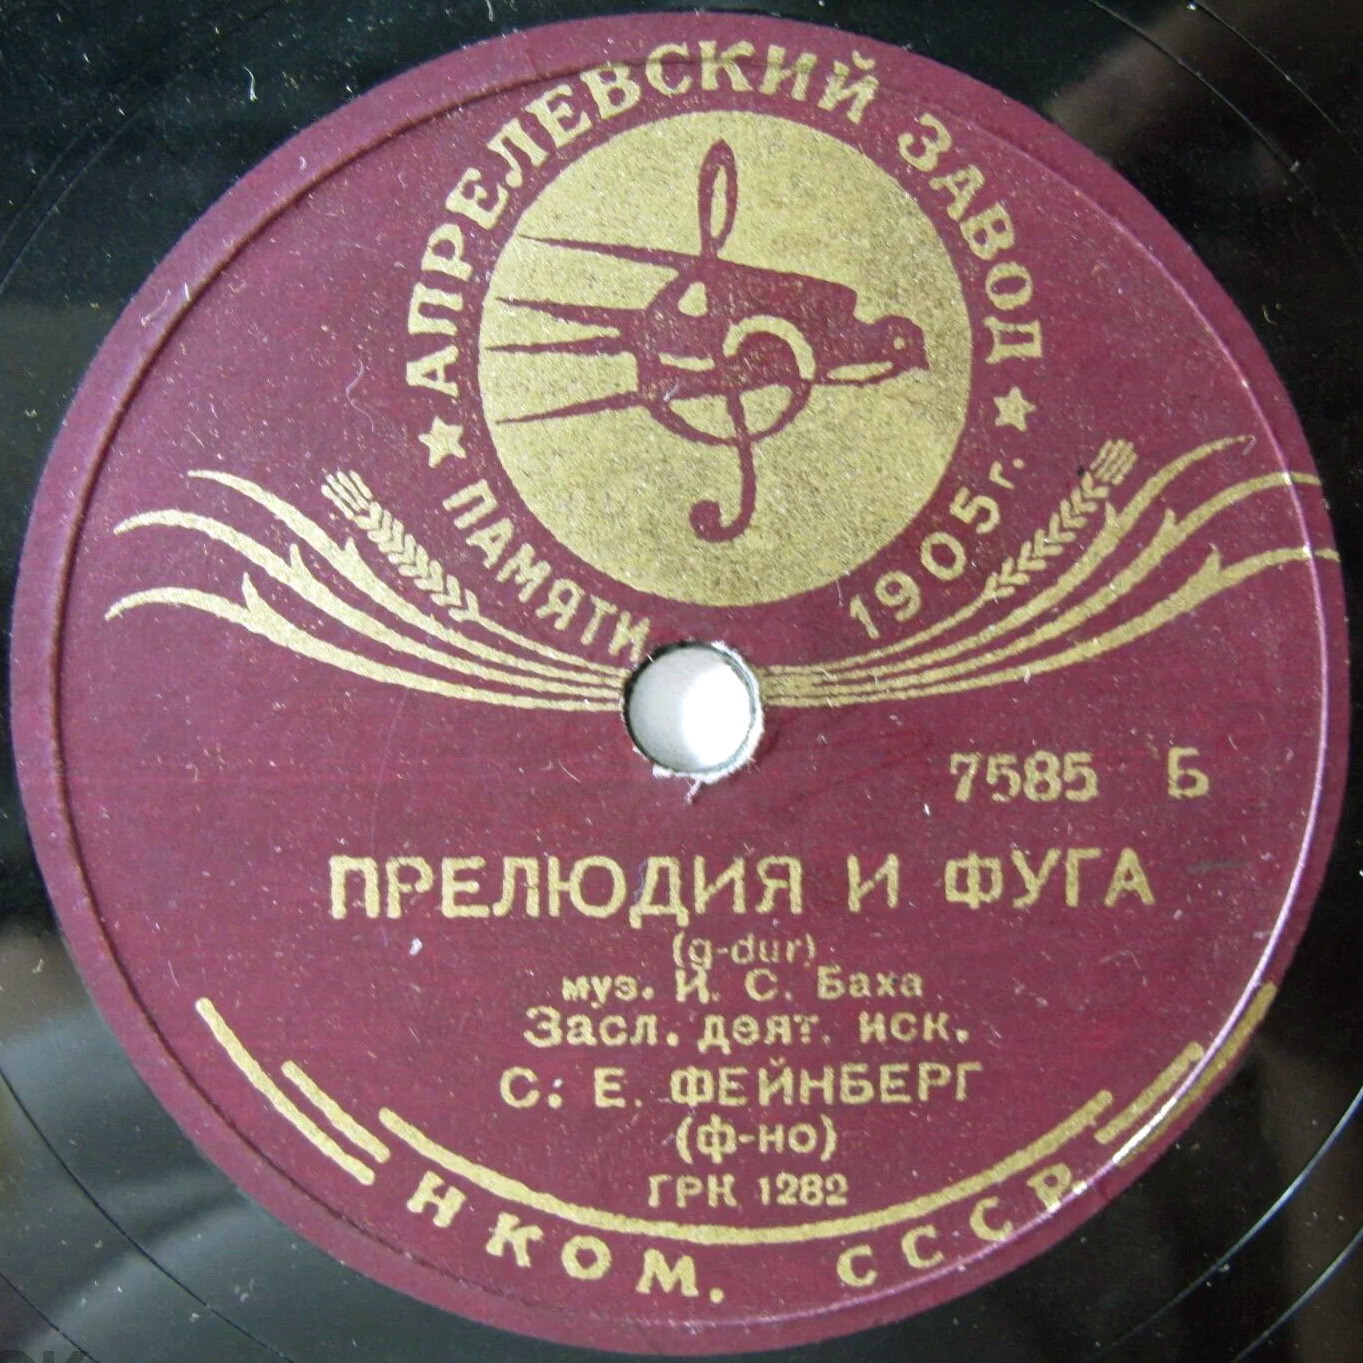 АПРЕЛЕВСКИЙ ЗАВОД
ПАМЯТИ 1905 г.
7585 Б
ПРЕЛЮДИЯ И ФУГА
(g-dur)
муз. И. С. Баха
Засл. деят. иск.
С. Е. ФЕЙНБЕРГ
(ф-но)
ГРК 1282
НКОМ. СССР